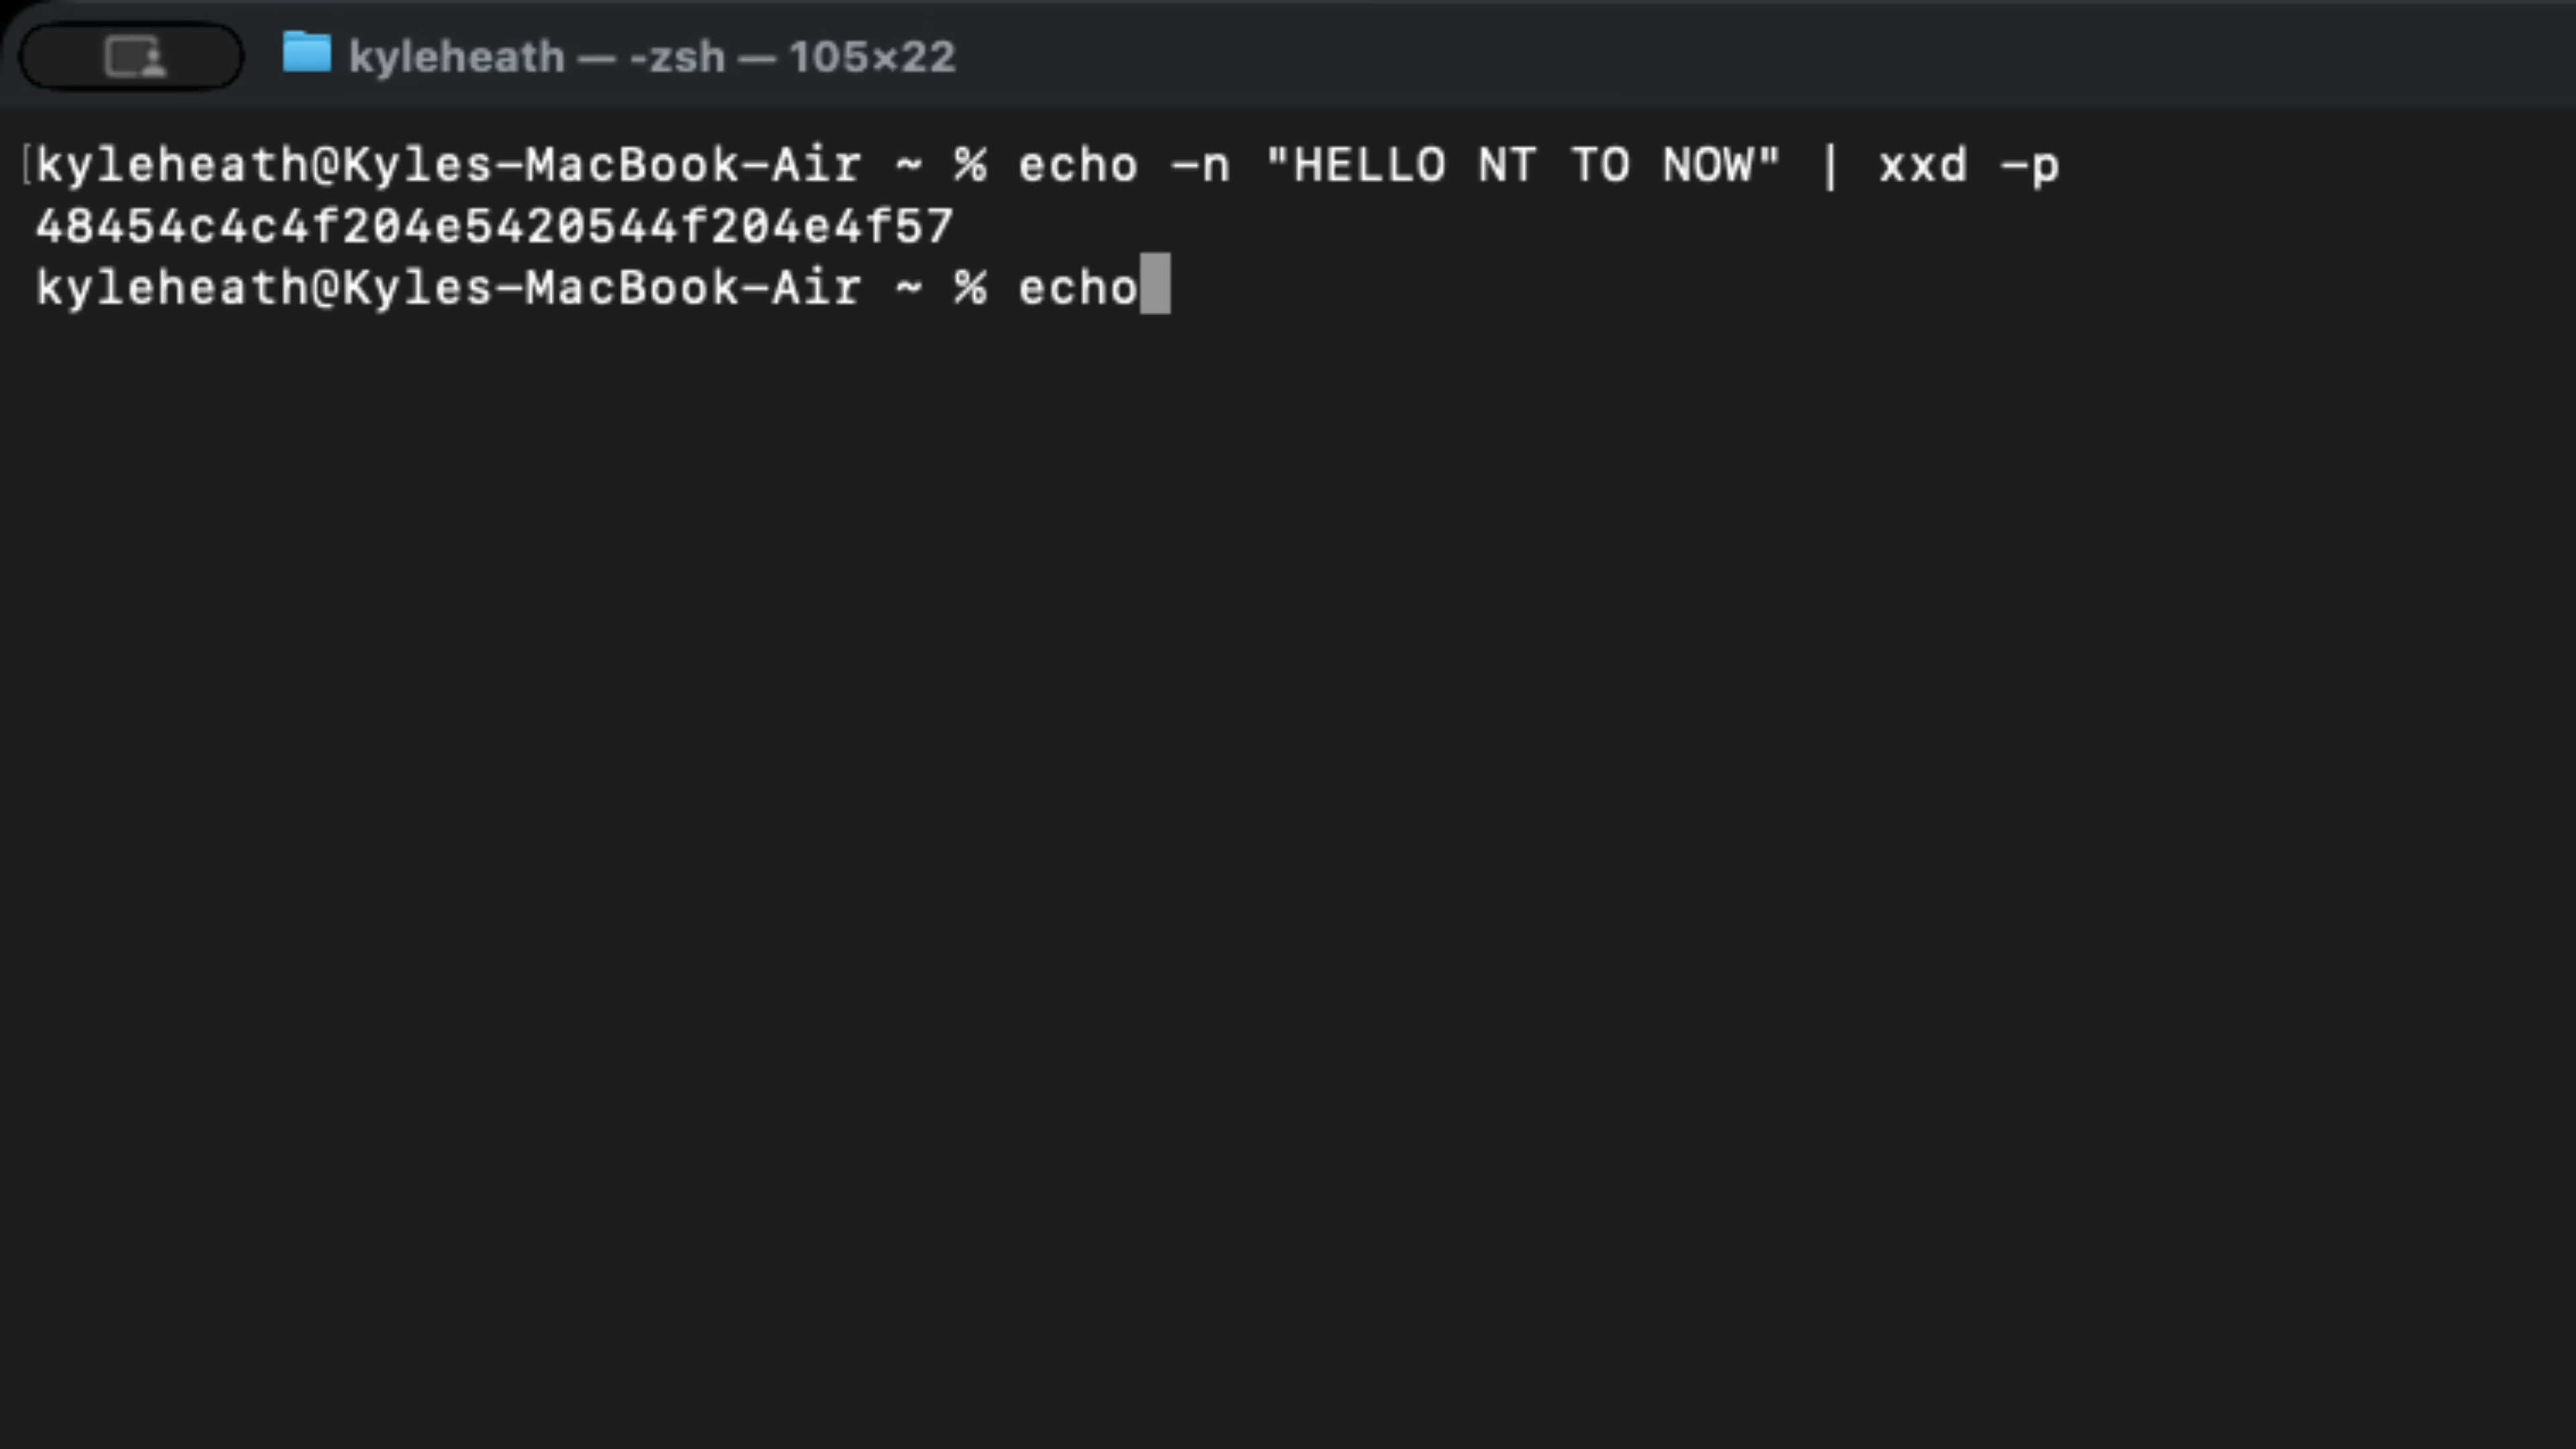 kyleheath — -zsh — 105×22
[kyleheath@Kyles-MacBook-Air ~ % echo -n "HELLO NT TO NOW" | xxd -p
48454c4c4f204e5420544f204e4f57
kyleheath@Kyles-MacBook-Air ~ % echo